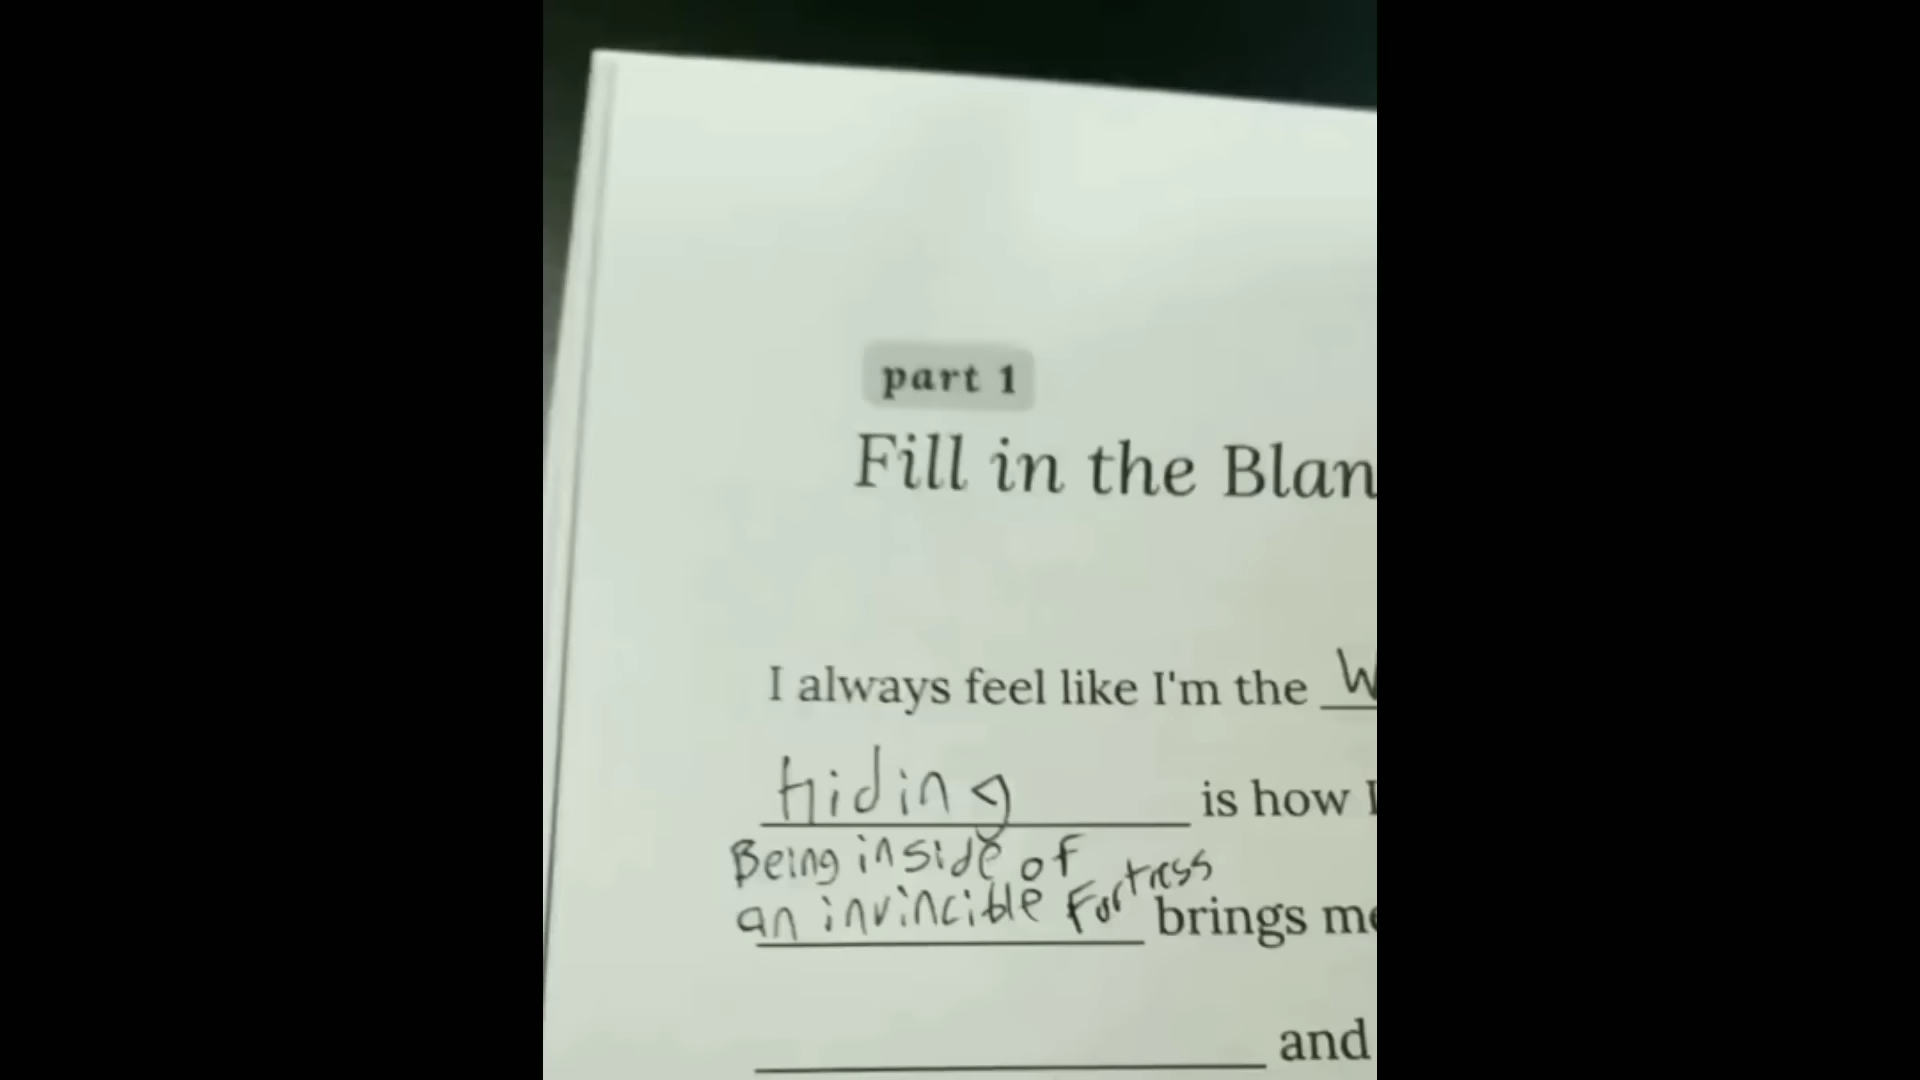 part 1
Fill in the Blan
I always feel like I'm the W
Hiding is how I
Being inside of
an invincible Fortress brings me
and